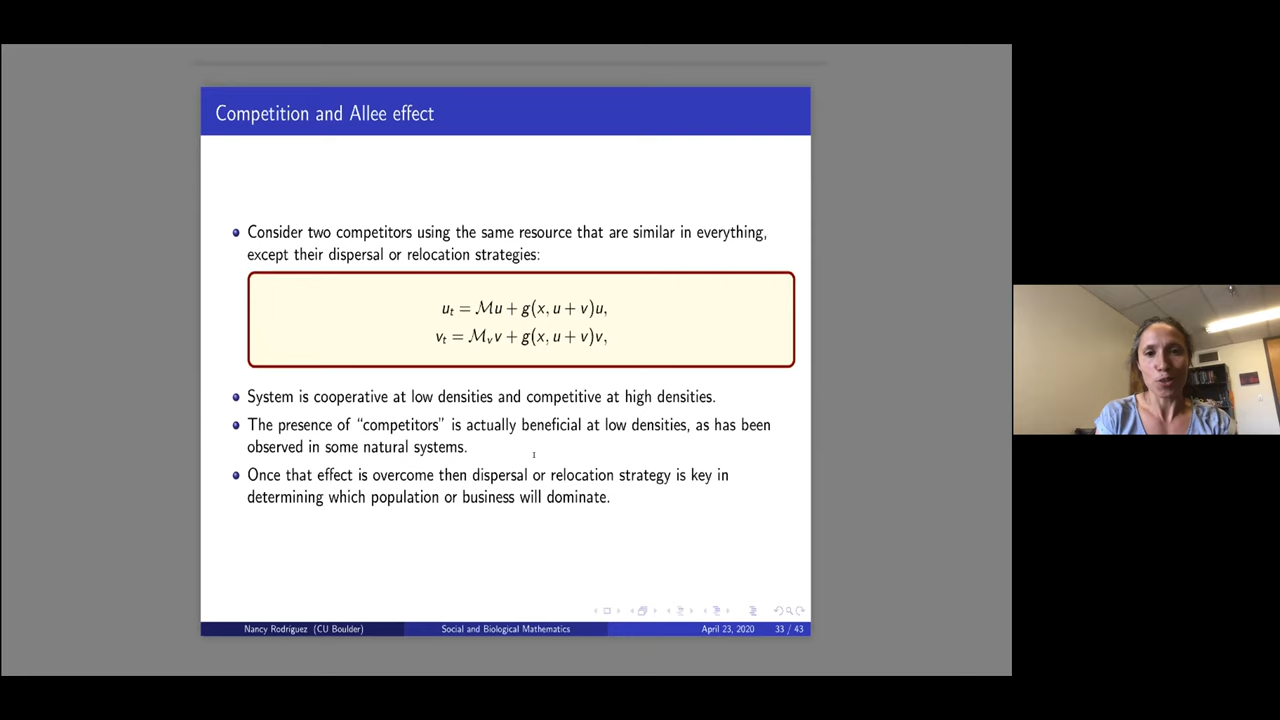 Competition and Allee effect
Consider two competitors using the same resource that are similar in everything,
except their dispersal or relocation strategies:
uₜ = ℳu + g(x, u + v)u,
vₜ = ℳᵥv + g(x, u + v)v,
System is cooperative at low densities and competitive at high densities.
The presence of “competitors” is actually beneficial at low densities, as has been
observed in some natural systems.
Once that effect is overcome then dispersal or relocation strategy is key in
determining which population or business will dominate.
Nancy Rodríguez (CU Boulder) Social and Biological Mathematics April 23, 2020 33 / 43